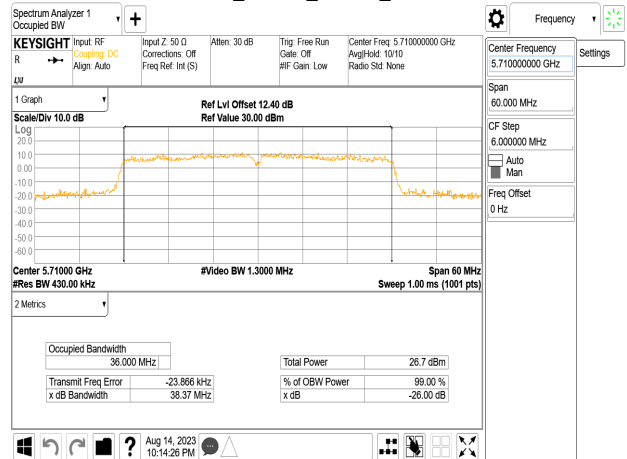 Spectrum Analyzer 1
Occupied BW
Frequency
KEYSIGHT
R
Input: RF
Coupling: DC
Align: Auto
Input Z: 50 Ω
Corrections: Off
Freq Ref: Int (S)
Atten: 30 dB
Trig: Free Run
Gate: Off
#IF Gain: Low
Center Freq: 5.710000000 GHz
Avg|Hold: 10/10
Radio Std: None
Center Frequency
5.710000000 GHz
Settings
Span
60.000 MHz
CF Step
6.000000 MHz
Auto
Man
Freq Offset
0 Hz
1 Graph
Scale/Div 10.0 dB
Ref Lvl Offset 12.40 dB
Ref Value 30.00 dBm
Log
20.0
10.0
0.00
-10.0
-20.0
-30.0
-40.0
-50.0
-60.0
Center 5.71000 GHz
#Video BW 1.3000 MHz
Span 60 MHz
#Res BW 430.00 kHz
Sweep 1.00 ms (1001 pts)
2 Metrics
Occupied Bandwidth
36.000 MHz
Total Power
26.7 dBm
Transmit Freq Error
-23.866 kHz
% of OBW Power
99.00 %
x dB Bandwidth
38.37 MHz
x dB
-26.00 dB
?
Aug 14, 2023
10:14:26 PM